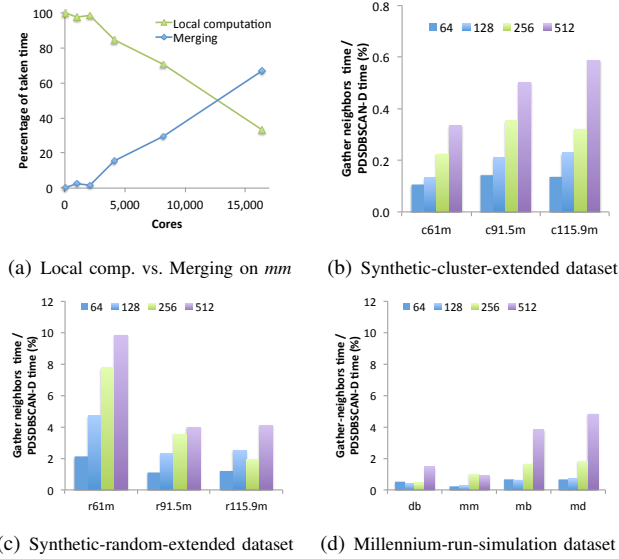 100
80
60
40
20
0
Percentage of taken time
Local computation
Merging
0
5,000
10,000
15,000
Cores
(a) Local comp. vs. Merging on mm
0.8
0.6
0.4
0.2
0.0
Gather neighbors time /
PDSDBSCAN-D time (%)
64 128 256 512
c61m c91.5m c115.9m
(b) Synthetic-cluster-extended dataset
12
10
8
6
4
2
0
Gather neighbors time /
PDSDBSCAN-D time (%)
64 128 256 512
r61m r91.5m r115.9m
(c) Synthetic-random-extended dataset
12
10
8
6
4
2
0
Gather-neighbors time /
PDSDBSCAN-D time (%)
64 128 256 512
db mm mb md
(d) Millennium-run-simulation dataset